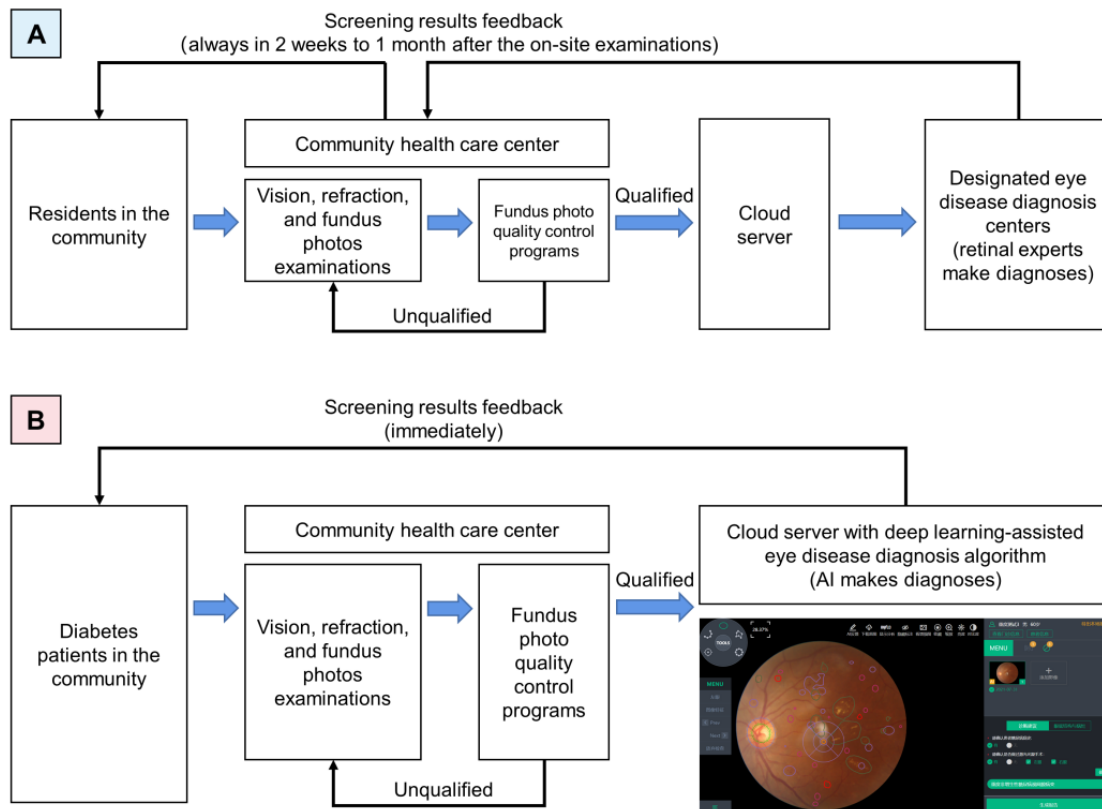 A
Screening results feedback
(always in 2 weeks to 1 month after the on-site examinations)
Residents in the
community
Community health care center
Vision, refraction,
and fundus
photos
examinations
Fundus photo
quality control
programs
Unqualified
Qualified
Cloud
server
Designated eye
disease diagnosis
centers
(retinal experts
make diagnoses)
B
Screening results feedback
(immediately)
Diabetes
patients in the
community
Community health care center
Vision, refraction,
and fundus
photos
examinations
Fundus
photo
quality
control
programs
Unqualified
Qualified
Cloud server with deep learning-assisted
eye disease diagnosis algorithm
(AI makes diagnoses)
MENU
MENU